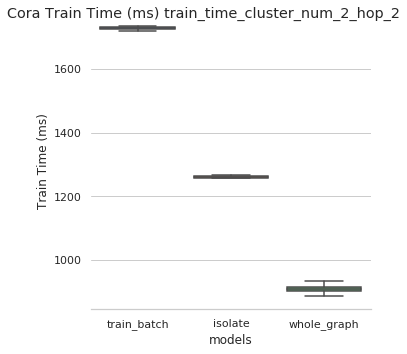 Cora Train Time (ms) train_time_cluster_num_2_hop_2
1600
1400
1200
1000
Train Time (ms)
train_batch isolate whole_graph
models